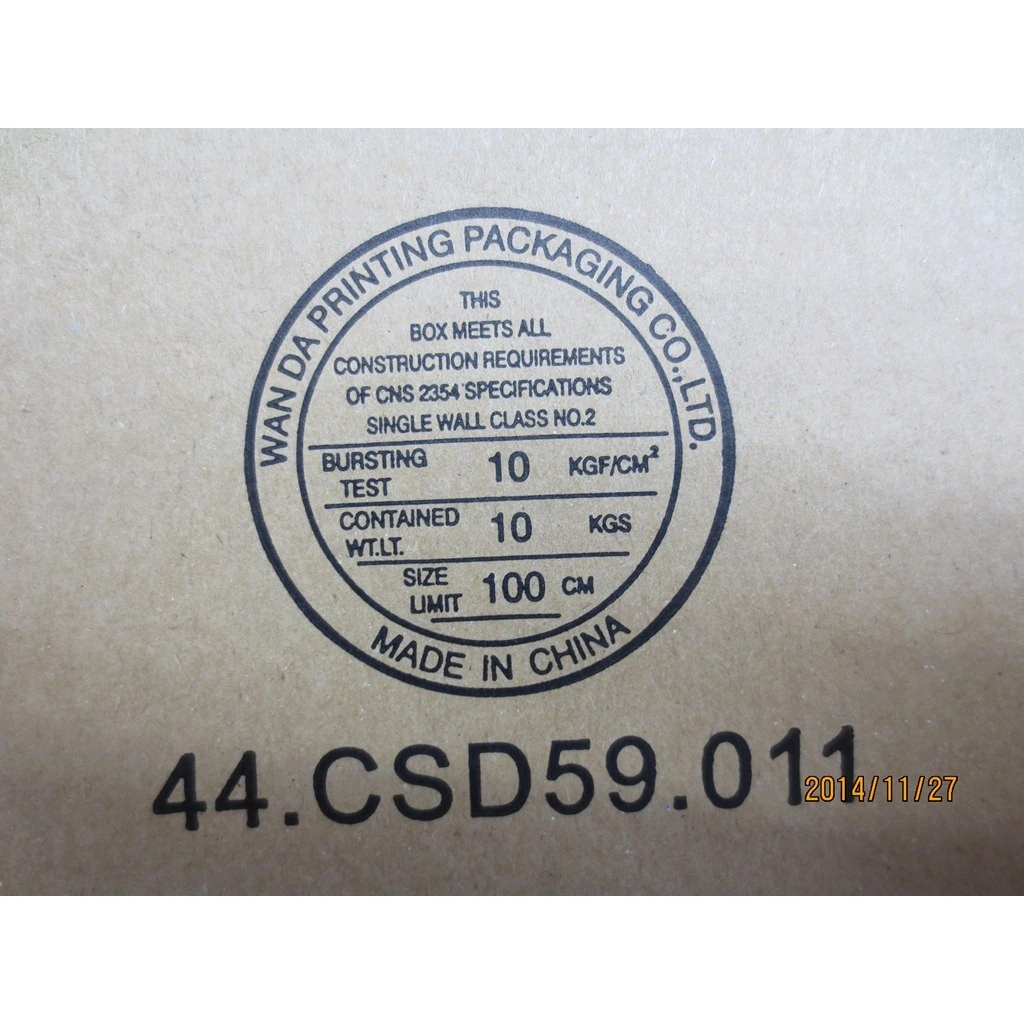 WAN DA PRINTING PACKAGING CO.,LTD.
THIS
BOX MEETS ALL
CONSTRUCTION REQUIREMENTS
OF CNS 2354 SPECIFICATIONS
SINGLE WALL CLASS NO.2
BURSTING TEST 10 KGF/CM²
CONTAINED WT.LT. 10 KGS
SIZE LIMIT 100 CM
MADE IN CHINA
44.CSD59.011
2014/11/27